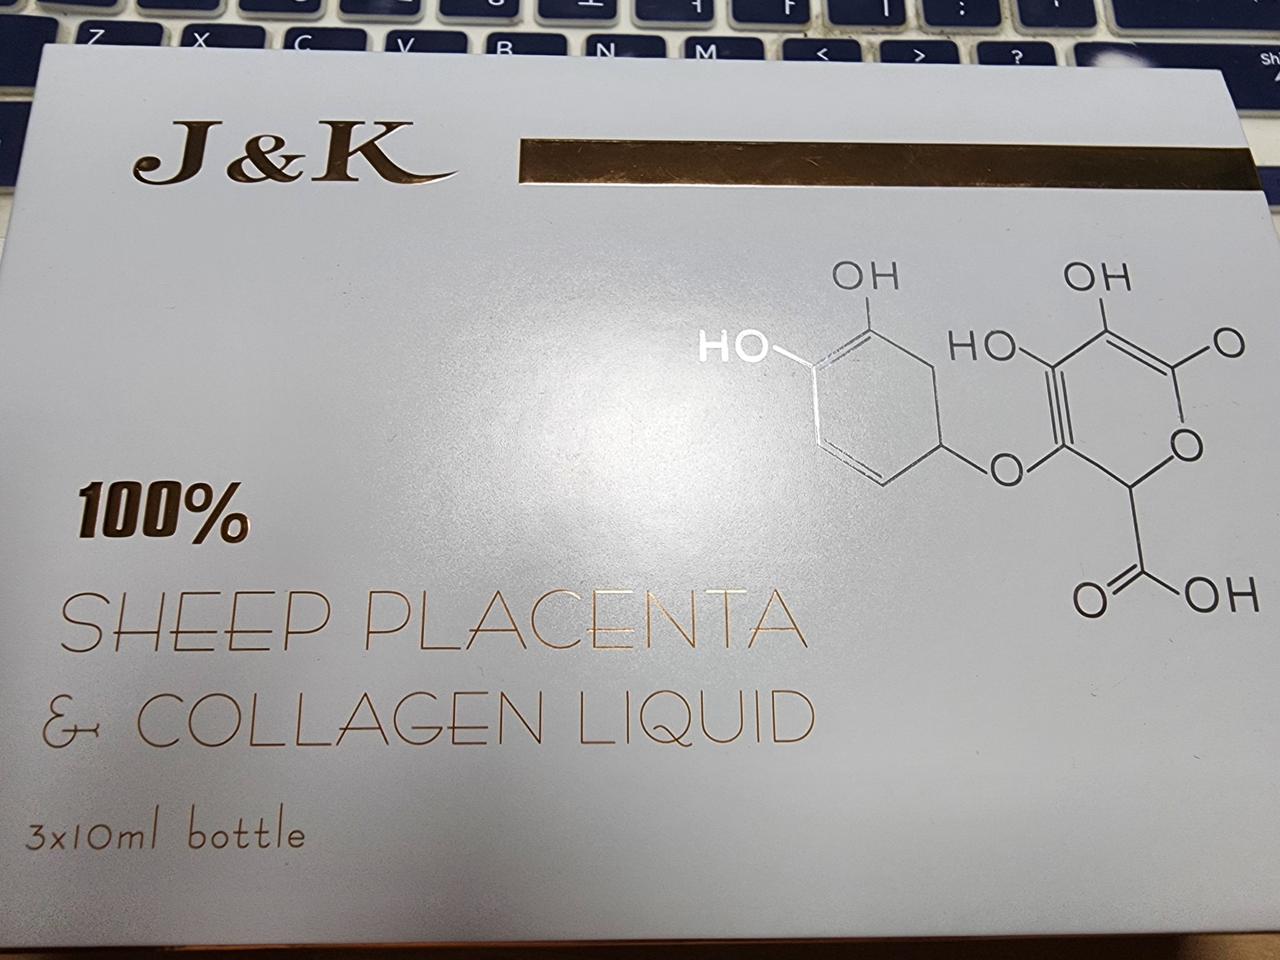 Z X C V B N M < > ?
J&K
OH
OH
HO
HO
O
O
O
O
OH
100%
SHEEP PLACENTA
& COLLAGEN LIQUID
3x10ml bottle